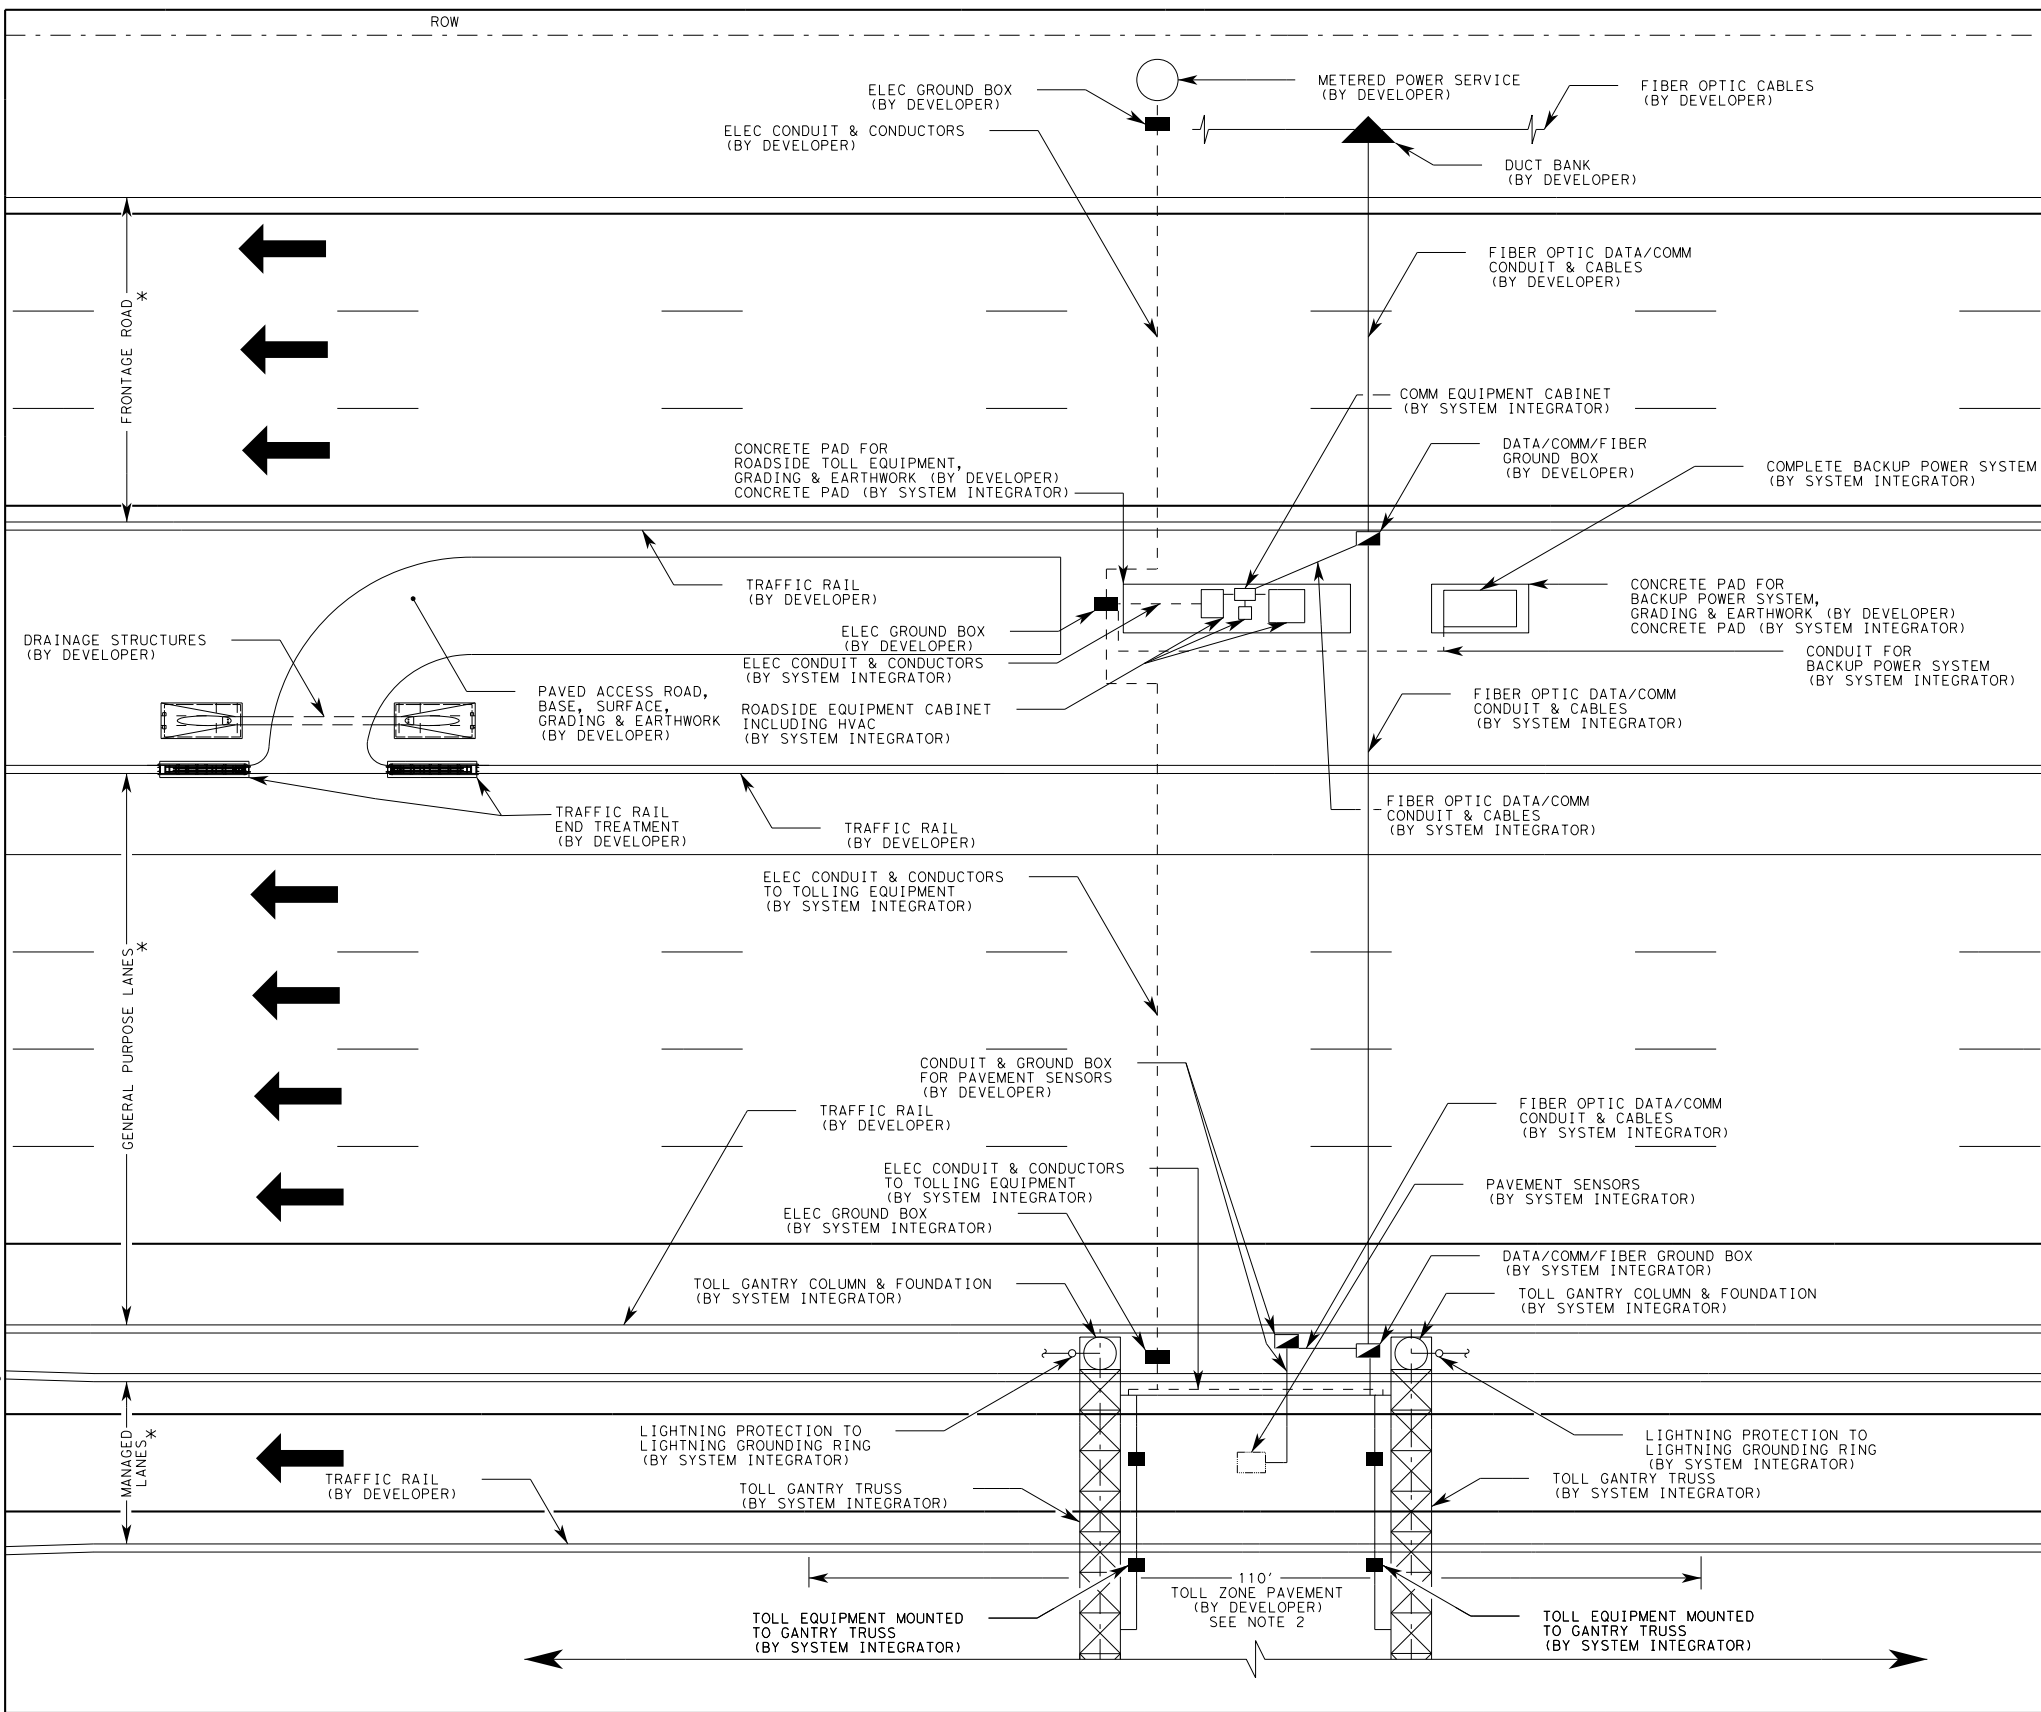 ROW
METERED POWER SERVICE
(BY DEVELOPER)
FIBER OPTIC CABLES
(BY DEVELOPER)
ELEC GROUND BOX
(BY DEVELOPER)
ELEC CONDUIT & CONDUCTORS
(BY DEVELOPER)
DUCT BANK
(BY DEVELOPER)
FIBER OPTIC DATA/COMM
CONDUIT & CABLES
(BY DEVELOPER)
FRONTAGE ROAD*
COMM EQUIPMENT CABINET
(BY SYSTEM INTEGRATOR)
CONCRETE PAD FOR
ROADSIDE TOLL EQUIPMENT,
GRADING & EARTHWORK (BY DEVELOPER)
CONCRETE PAD (BY SYSTEM INTEGRATOR)
DATA/COMM/FIBER
GROUND BOX
(BY DEVELOPER)
COMPLETE BACKUP POWER SYSTEM
(BY SYSTEM INTEGRATOR)
TRAFFIC RAIL
(BY DEVELOPER)
CONCRETE PAD FOR
BACKUP POWER SYSTEM,
GRADING & EARTHWORK (BY DEVELOPER)
CONCRETE PAD (BY SYSTEM INTEGRATOR)
DRAINAGE STRUCTURES
(BY DEVELOPER)
ELEC GROUND BOX
(BY DEVELOPER)
ELEC CONDUIT & CONDUCTORS
(BY SYSTEM INTEGRATOR)
CONDUIT FOR
BACKUP POWER SYSTEM
(BY SYSTEM INTEGRATOR)
PAVED ACCESS ROAD,
BASE, SURFACE,
GRADING & EARTHWORK
(BY DEVELOPER)
ROADSIDE EQUIPMENT CABINET
INCLUDING HVAC
(BY SYSTEM INTEGRATOR)
FIBER OPTIC DATA/COMM
CONDUIT & CABLES
(BY SYSTEM INTEGRATOR)
TRAFFIC RAIL
END TREATMENT
(BY DEVELOPER)
TRAFFIC RAIL
(BY DEVELOPER)
FIBER OPTIC DATA/COMM
CONDUIT & CABLES
(BY SYSTEM INTEGRATOR)
ELEC CONDUIT & CONDUCTORS
TO TOLLING EQUIPMENT
(BY SYSTEM INTEGRATOR)
GENERAL PURPOSE LANES*
CONDUIT & GROUND BOX
FOR PAVEMENT SENSORS
(BY DEVELOPER)
TRAFFIC RAIL
(BY DEVELOPER)
FIBER OPTIC DATA/COMM
CONDUIT & CABLES
(BY SYSTEM INTEGRATOR)
ELEC CONDUIT & CONDUCTORS
TO TOLLING EQUIPMENT
(BY SYSTEM INTEGRATOR)
PAVEMENT SENSORS
(BY SYSTEM INTEGRATOR)
ELEC GROUND BOX
(BY SYSTEM INTEGRATOR)
DATA/COMM/FIBER GROUND BOX
(BY SYSTEM INTEGRATOR)
TOLL GANTRY COLUMN & FOUNDATION
(BY SYSTEM INTEGRATOR)
TOLL GANTRY COLUMN & FOUNDATION
(BY SYSTEM INTEGRATOR)
MANAGED
LANES*
LIGHTNING PROTECTION TO
LIGHTNING GROUNDING RING
(BY SYSTEM INTEGRATOR)
LIGHTNING PROTECTION TO
LIGHTNING GROUNDING RING
(BY SYSTEM INTEGRATOR)
TRAFFIC RAIL
(BY DEVELOPER)
TOLL GANTRY TRUSS
(BY SYSTEM INTEGRATOR)
TOLL GANTRY TRUSS
(BY SYSTEM INTEGRATOR)
110'
TOLL ZONE PAVEMENT
(BY DEVELOPER)
SEE NOTE 2
TOLL EQUIPMENT MOUNTED
TO GANTRY TRUSS
(BY SYSTEM INTEGRATOR)
TOLL EQUIPMENT MOUNTED
TO GANTRY TRUSS
(BY SYSTEM INTEGRATOR)